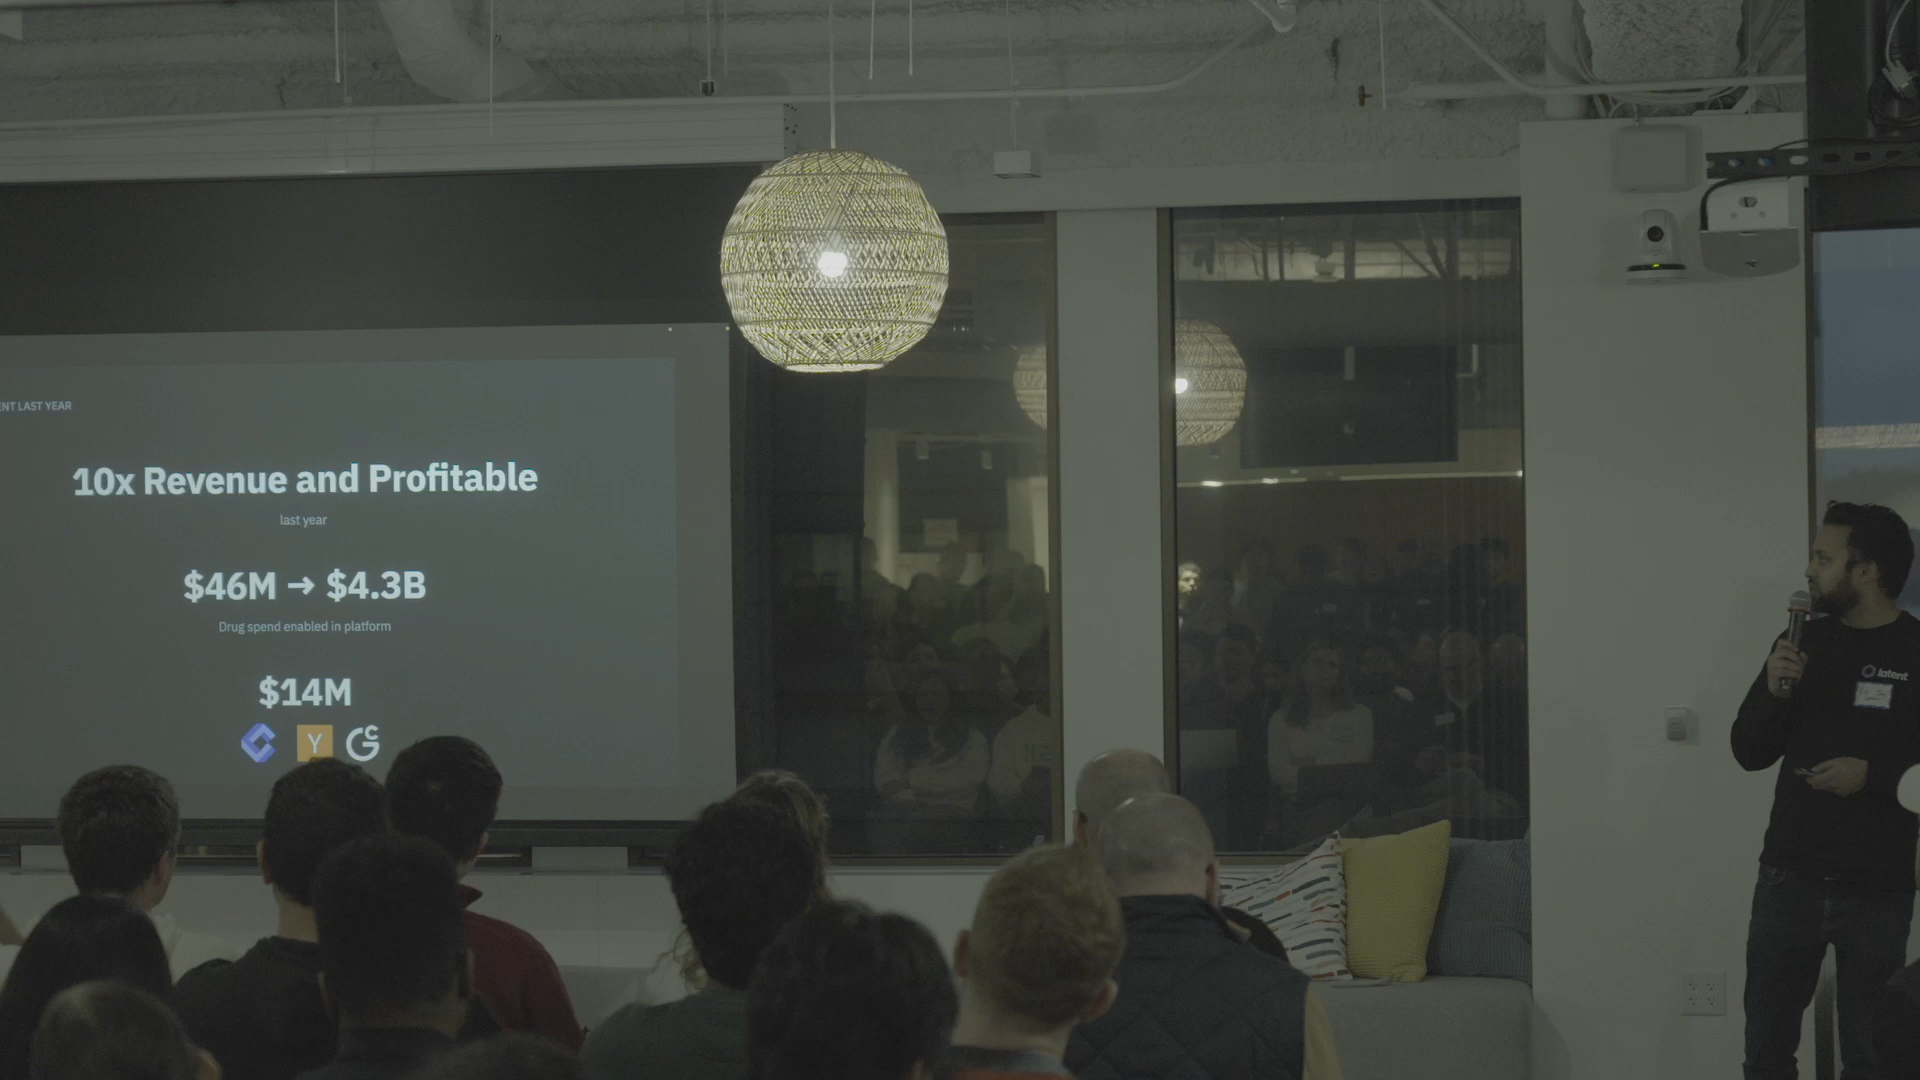 ENT LAST YEAR
10x Revenue and Profitable
last year
$46M → $4.3B
Drug spend enabled in platform
$14M
Y
latent